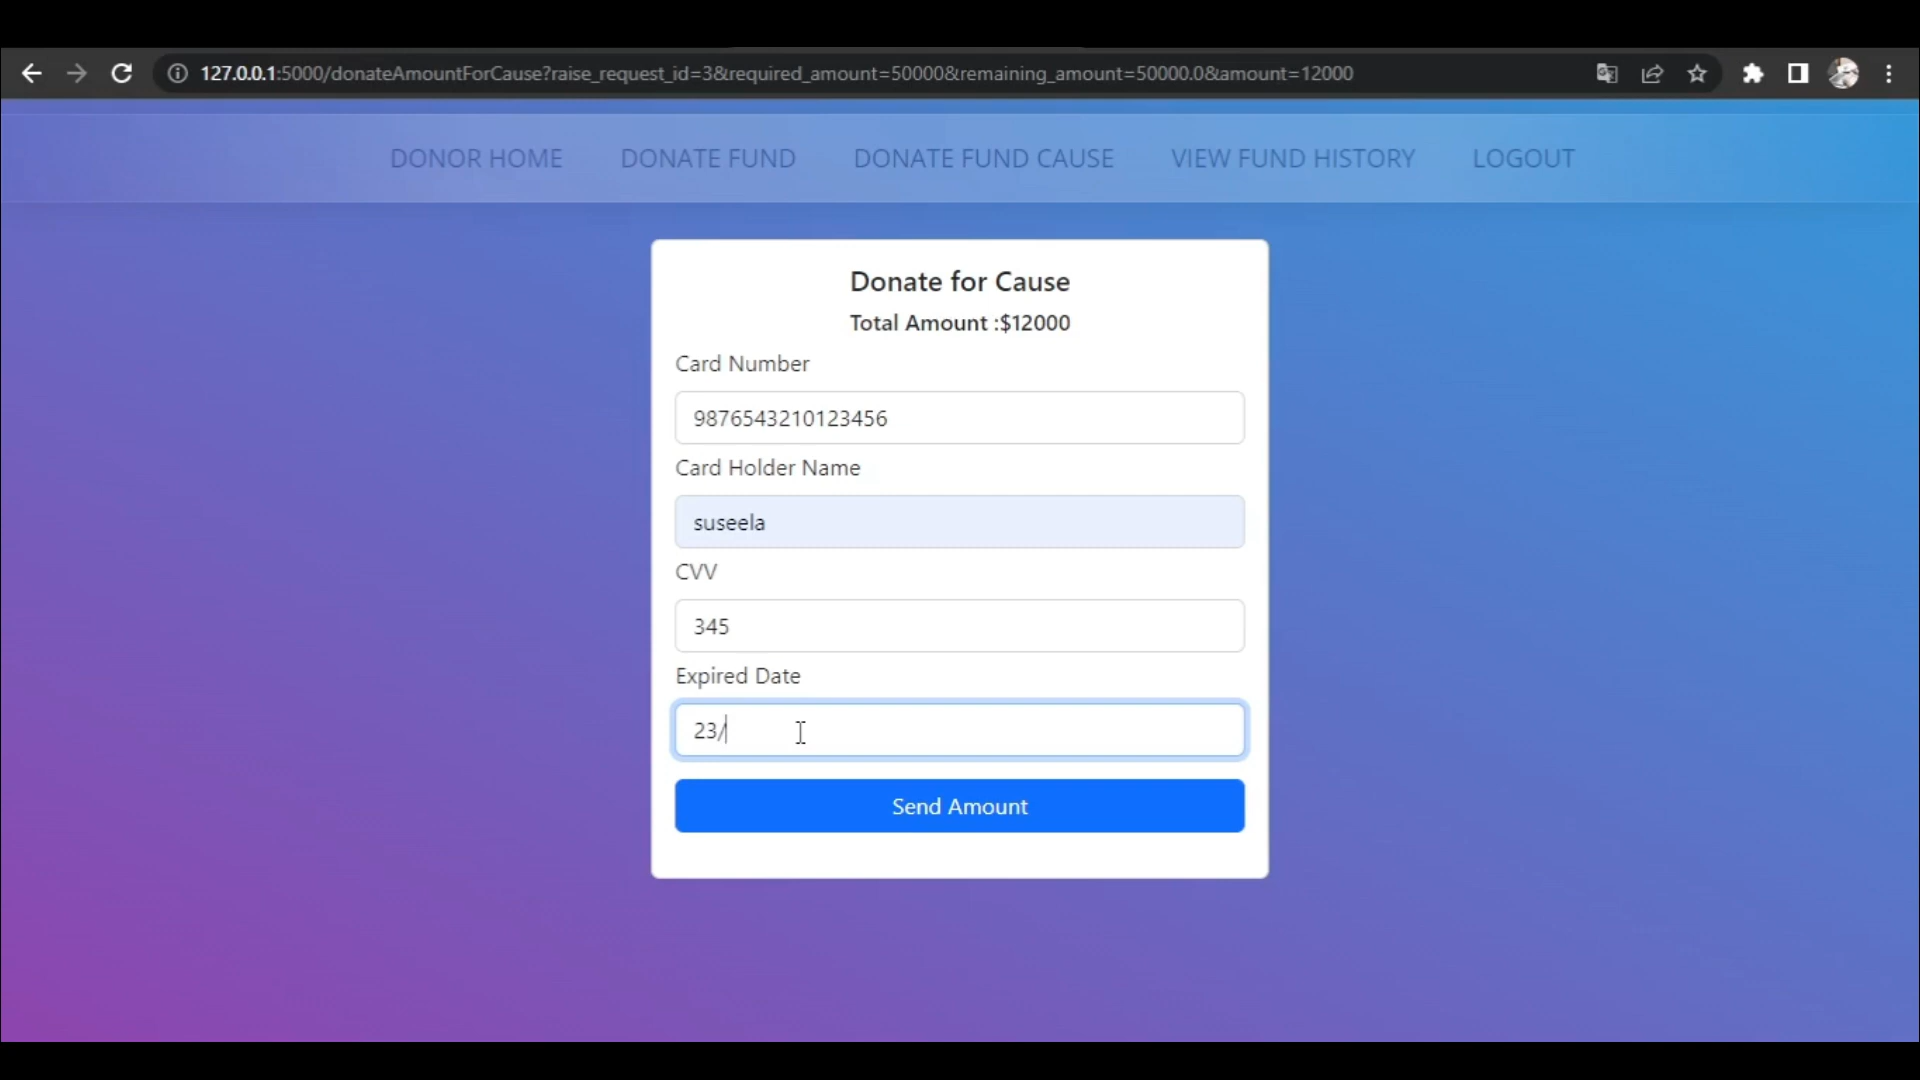 127.0.0.1:5000/donateAmountForCause?raise_request_id=3&required_amount=50000&remaining_amount=50000.0&amount=12000
DONOR HOME DONATE FUND DONATE FUND CAUSE VIEW FUND HISTORY LOGOUT
Donate for Cause
Total Amount :$12000
Card Number
9876543210123456
Card Holder Name
suseela
CVV
345
Expired Date
23/
Send Amount